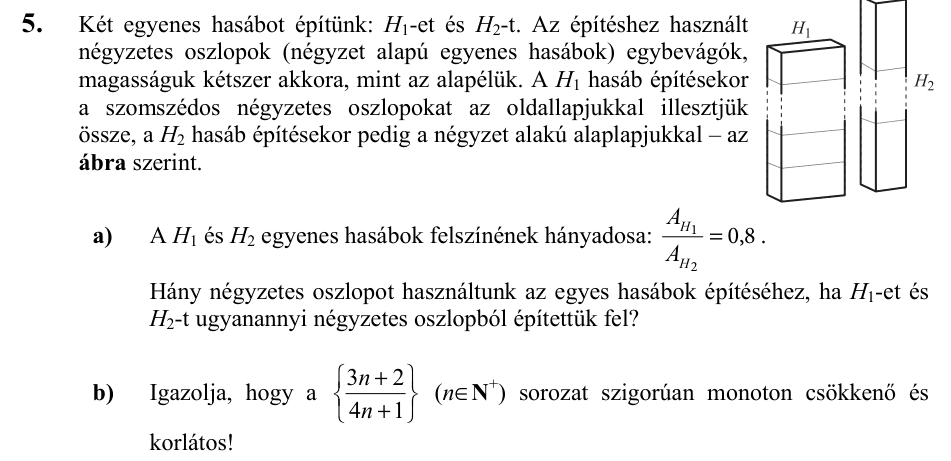 5. Két egyenes hasábot építünk: H₁-et és H₂-t. Az építéshez használt
négyzetes oszlopok (négyzet alapú egyenes hasábok) egybevágók,
magasságuk kétszer akkora, mint az alapélük. A H₁ hasáb építésekor
a szomszédos négyzetes oszlopokat az oldallapjukkal illesztjük
össze, a H₂ hasáb építésekor pedig a négyzet alakú alaplapjukkal – az
ábra szerint.
H₁
H₂
a) A H₁ és H₂ egyenes hasábok felszínének hányadosa: A_{H₁}/A_{H₂} = 0,8 .
Hány négyzetes oszlopot használtunk az egyes hasábok építéséhez, ha H₁-et és
H₂-t ugyanannyi négyzetes oszlopból építettük fel?
b) Igazolja, hogy a {(3n + 2)/(4n + 1)} (n∈N⁺) sorozat szigorúan monoton csökkenő és
korlátos!